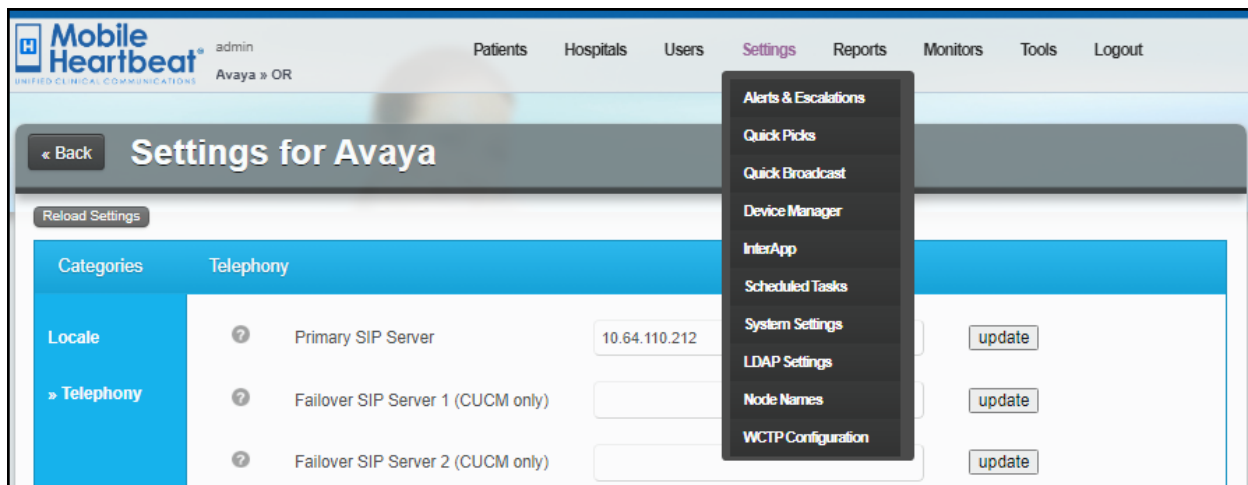 Mobile
Heartbeat®
UNIFIED CLINICAL COMMUNICATIONS
admin
Avaya » OR
Patients Hospitals Users Settings Reports Monitors Tools Logout
Alerts & Escalations
Quick Picks
Quick Broadcast
Device Manager
InterApp
Scheduled Tasks
System Settings
LDAP Settings
Node Names
WCTP Configuration
« Back Settings for Avaya
Reload Settings
Categories Telephony
Locale
» Telephony
? Primary SIP Server 10.64.110.212 update
? Failover SIP Server 1 (CUCM only) update
? Failover SIP Server 2 (CUCM only) update